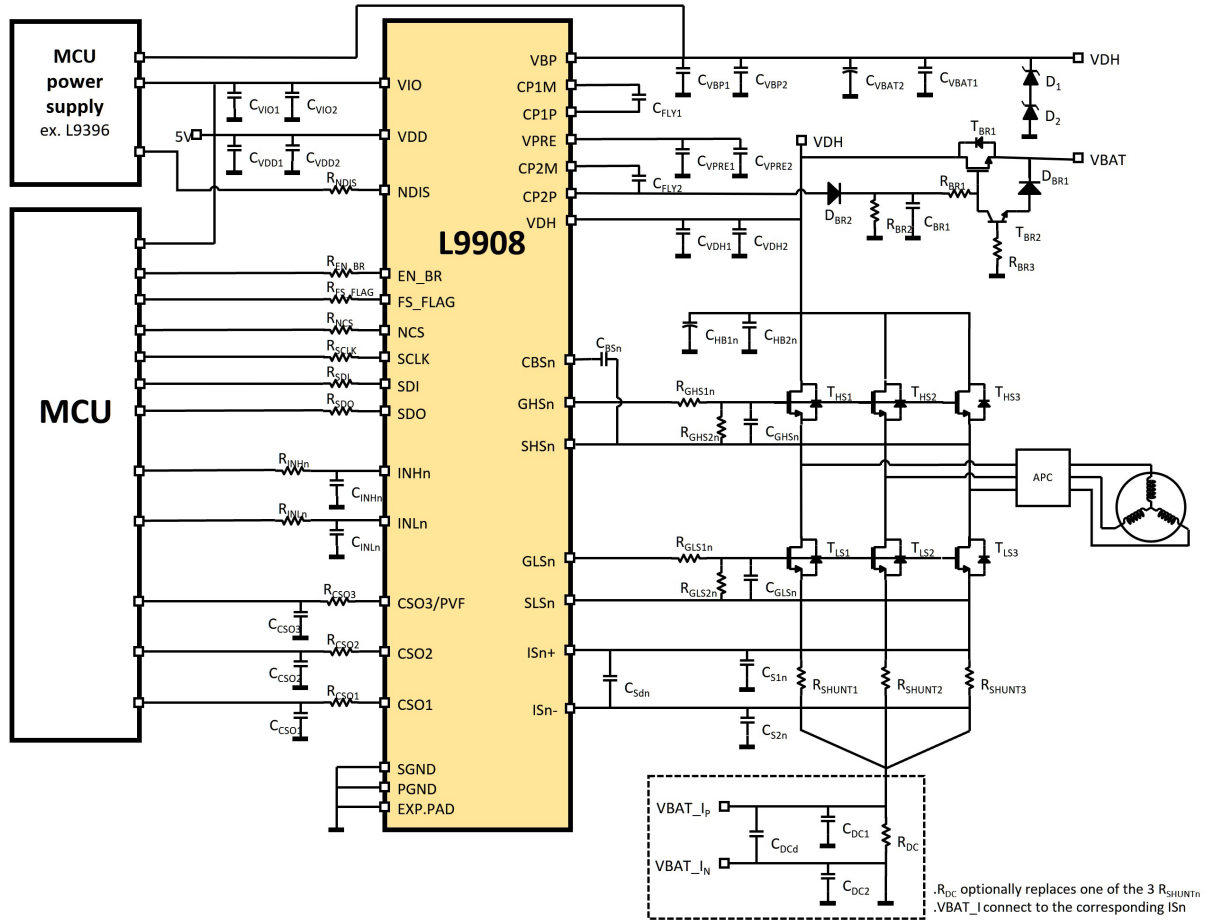 MCU
power
supply
ex. L9396
MCU
L9908
VIO
VDD
NDIS
EN_BR
FS_FLAG
NCS
SCLK
SDI
SDO
INHn
INLn
CSO3/PVF
CSO2
CSO1
SGND
PGND
EXP.PAD
VBP
CP1M
CP1P
VPRE
CP2M
CP2P
VDH
CBSn
GHSn
SHSn
GLSn
SLSn
ISn+
ISn-
CVIO1
CVIO2
5V
CVDD1
CVDD2
RNDIS
REN_BR
RFS_FLAG
RNCS
RSCLK
RSDI
RSDO
RINHn
CINHn
RINLn
CINLn
RCSO3
CCSO3
RCSO2
CCSO2
RCSO1
CCSO1
CVBP1
CVBP2
CVBAT2
CVBAT1
VDH
D1
D2
CFLY1
CVPRE1
CVPRE2
CFLY2
VDH
TBR1
VBAT
DBR1
RBR1
DBR2
RBR2
CBR1
TBR2
RBR3
CVDH1
CVDH2
CHB1n
CHB2n
CBSn
RGHS1n
RGHS2n
CGHSn
THS1
THS2
THS3
APC
RGLS1n
RGLS2n
CGLSn
TLS1
TLS2
TLS3
CSdn
CS1n
CS2n
RSHUNT1
RSHUNT2
RSHUNT3
VBAT_IP
VBAT_IN
CDCd
CDC1
CDC2
RDC
.RDC optionally replaces one of the 3 RSHUNTn
.VBAT_I connect to the corresponding ISn